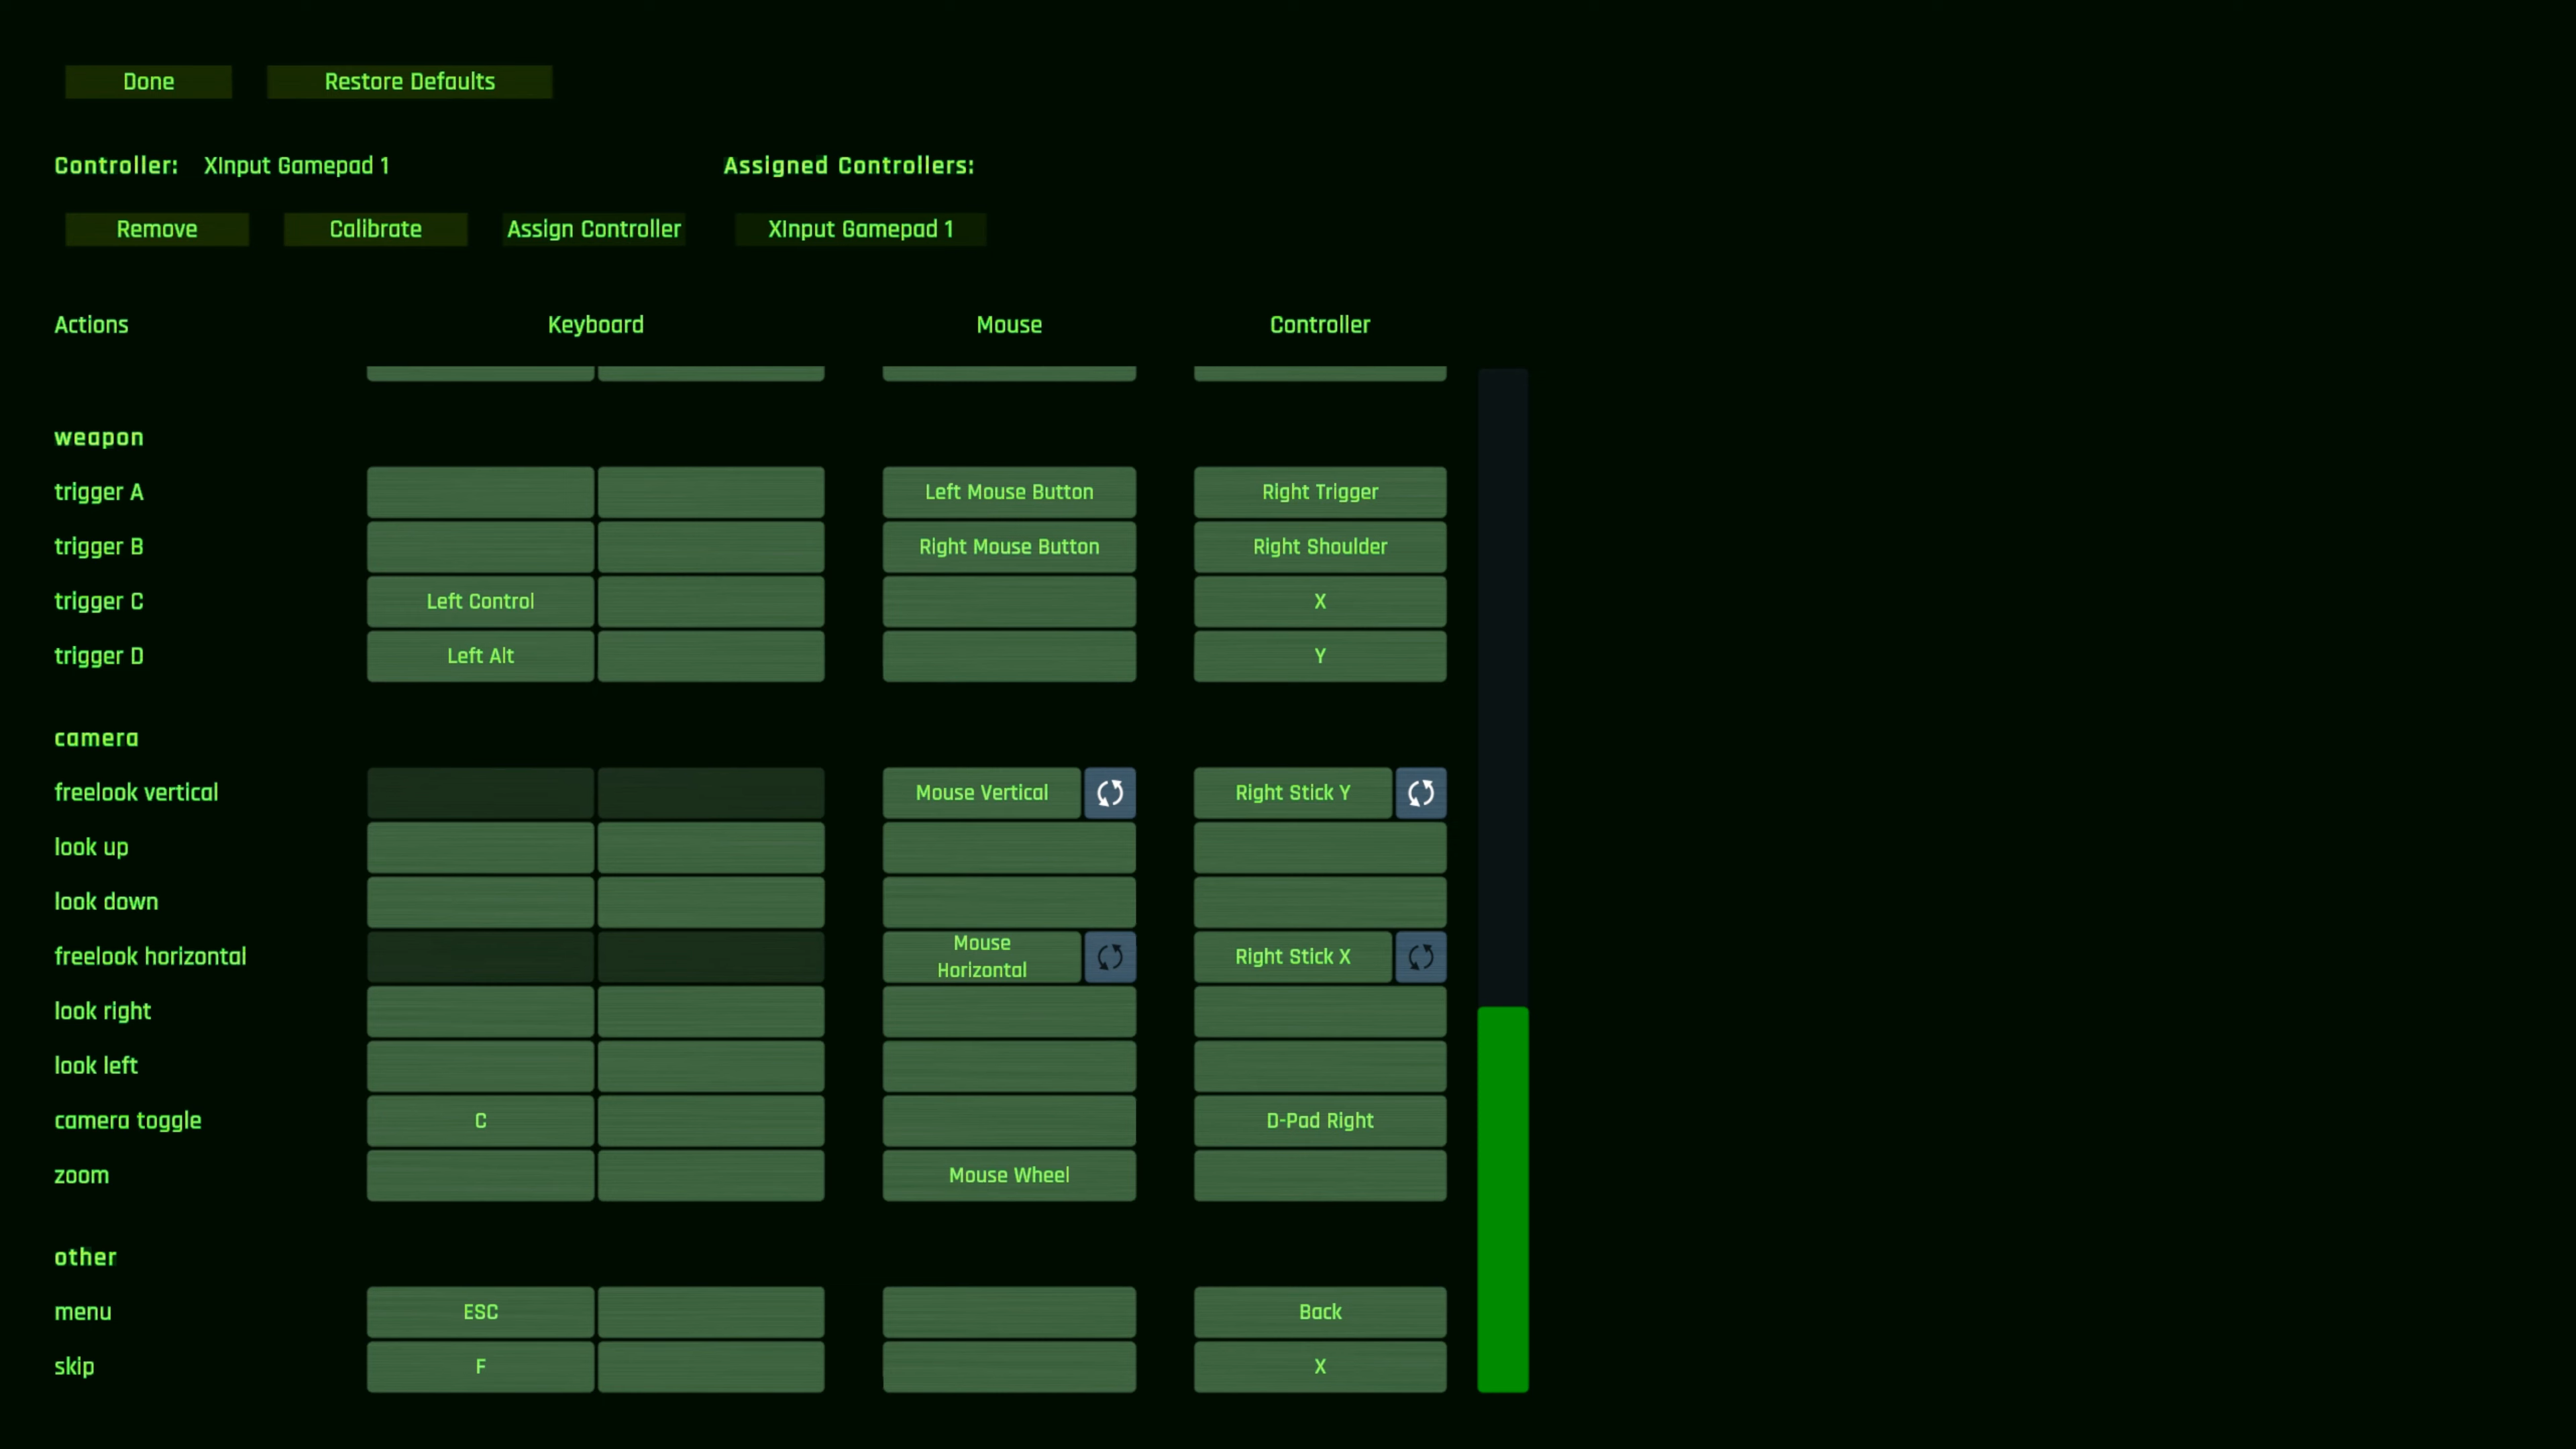 Done Restore Defaults
Controller: XInput Gamepad 1 Assigned Controllers:
Remove Calibrate Assign Controller XInput Gamepad 1
Actions Keyboard Mouse Controller
weapon
trigger A Left Mouse Button Right Trigger
trigger B Right Mouse Button Right Shoulder
trigger C Left Control X
trigger D Left Alt Y
camera
freelook vertical Mouse Vertical Right Stick Y
look up
look down
freelook horizontal Mouse Horizontal Right Stick X
look right
look left
camera toggle C D-Pad Right
zoom Mouse Wheel
other
menu ESC Back
skip F X